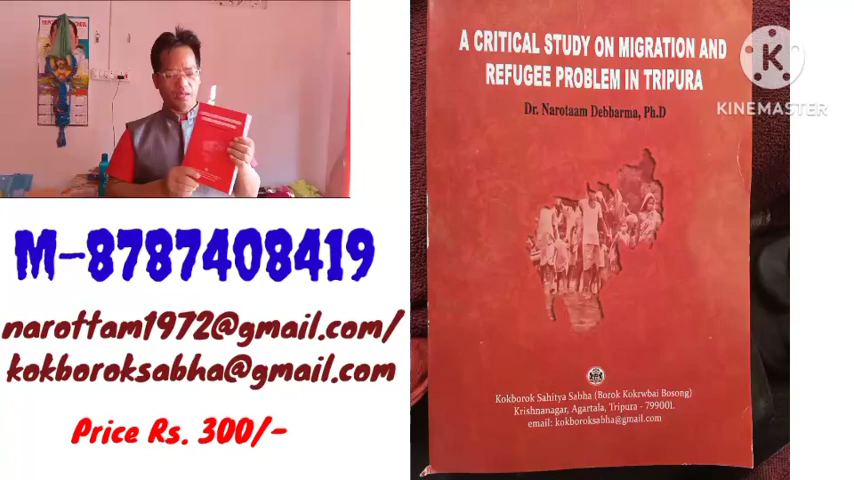 M-8787408419
narottam1972@gmail.com/
kokboroksabha@gmail.com
Price Rs. 300/-
A CRITICAL STUDY ON MIGRATION AND
REFUGEE PROBLEM IN TRIPURA
Dr. Narotaam Debbarma, Ph.D
Kokborok Sahitya Sabha (Borok Kokrwbai Bosong)
Krishnanagar, Agartala, Tripura - 799001.
email: kokboroksabha@gmail.com
K
KINEMASTER